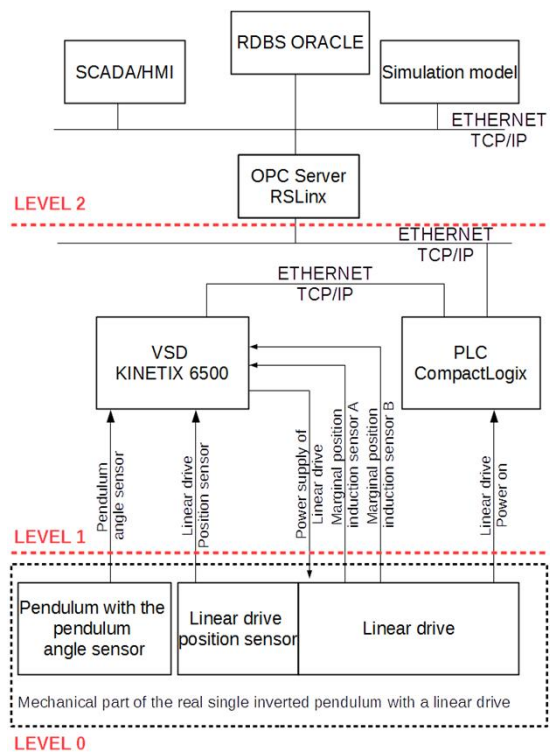 RDBS ORACLE
SCADA/HMI
Simulation model
ETHERNET
TCP/IP
OPC Server
RSLinx
LEVEL 2
ETHERNET
TCP/IP
ETHERNET
TCP/IP
VSD
KINETIX 6500
PLC
CompactLogix
Pendulum
angle sensor
Linear drive
Position sensor
Power supply of
Linear drive
Marginal position
induction sensor A
Marginal position
induction sensor B
Linear drive
Power on
LEVEL 1
Pendulum with the
pendulum
angle sensor
Linear drive
position sensor
Linear drive
Mechanical part of the real single inverted pendulum with a linear drive
LEVEL 0